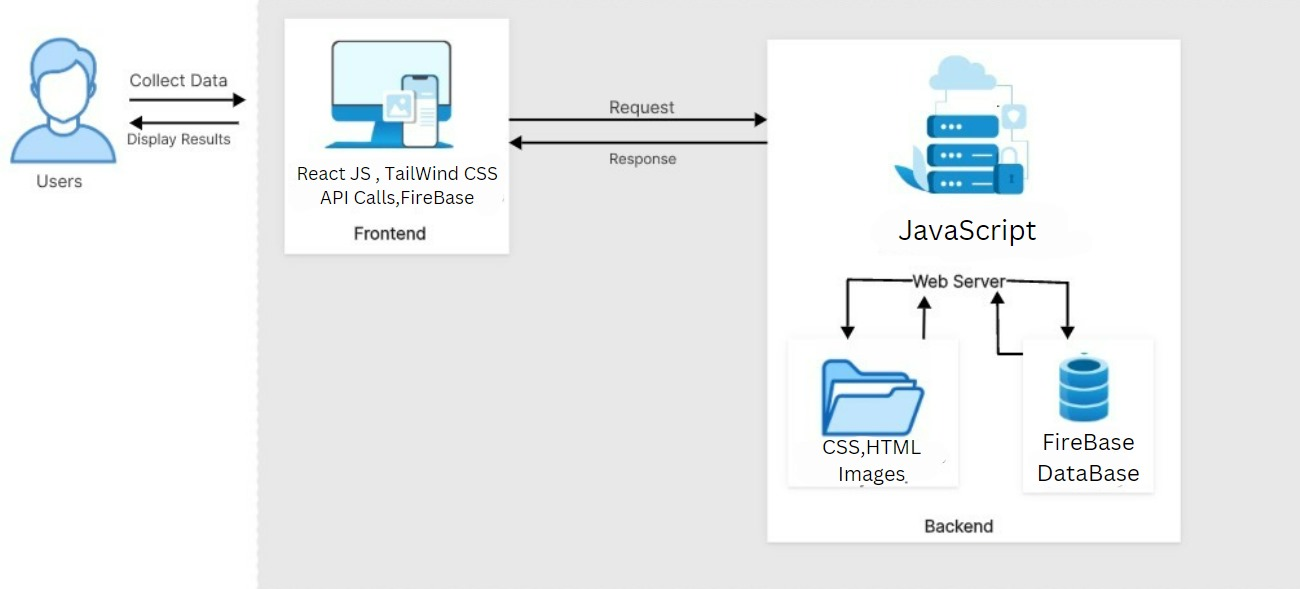 Collect Data
Display Results
Users
React JS , TailWind CSS
API Calls,FireBase
Frontend
Request
Response
JavaScript
Web Server
CSS,HTML
Images
FireBase
DataBase
Backend